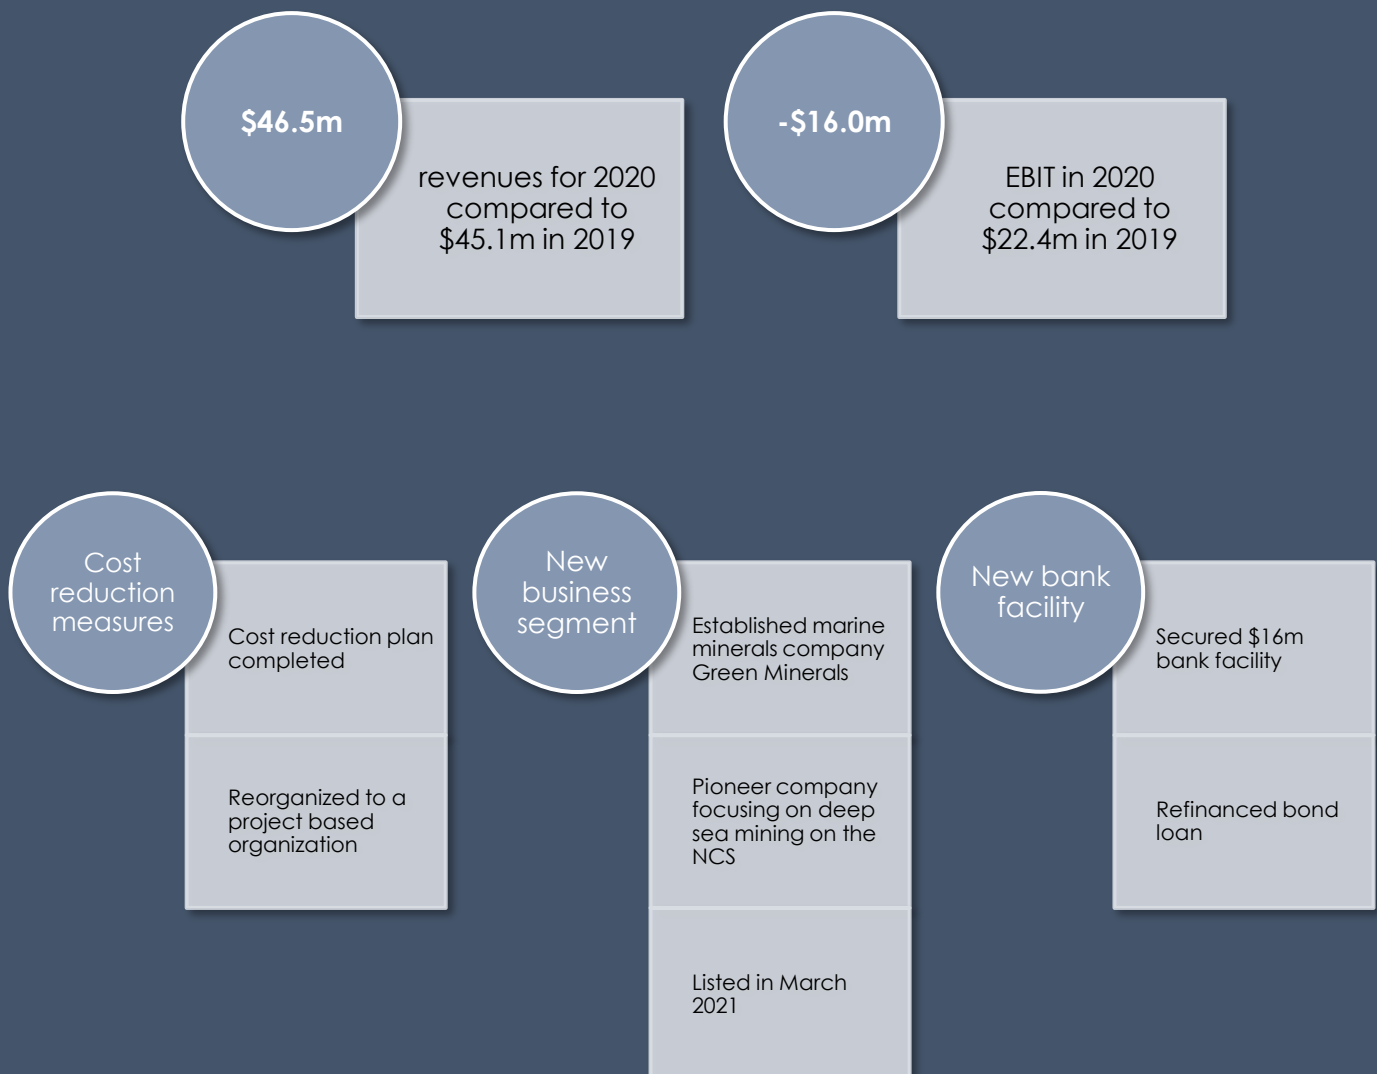 $46.5m
revenues for 2020
compared to
$45.1m in 2019
-$16.0m
EBIT in 2020
compared to
$22.4m in 2019
Cost
reduction
measures
Cost reduction plan
completed
Reorganized to a
project based
organization
New
business
segment
Established marine
minerals company
Green Minerals
Pioneer company
focusing on deep
sea mining on the
NCS
Listed in March
2021
New bank
facility
Secured $16m
bank facility
Refinanced bond
loan